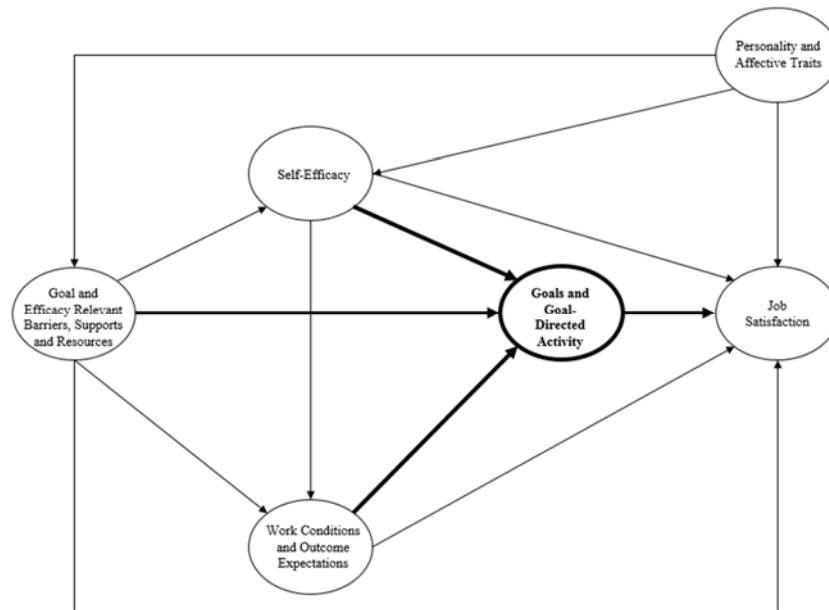 Personality and
Affective Traits
Self-Efficacy
Goal and
Efficacy Relevant
Barriers, Supports
and Resources
Goals and
Goal-
Directed
Activity
Job
Satisfaction
Work Conditions
and Outcome
Expectations